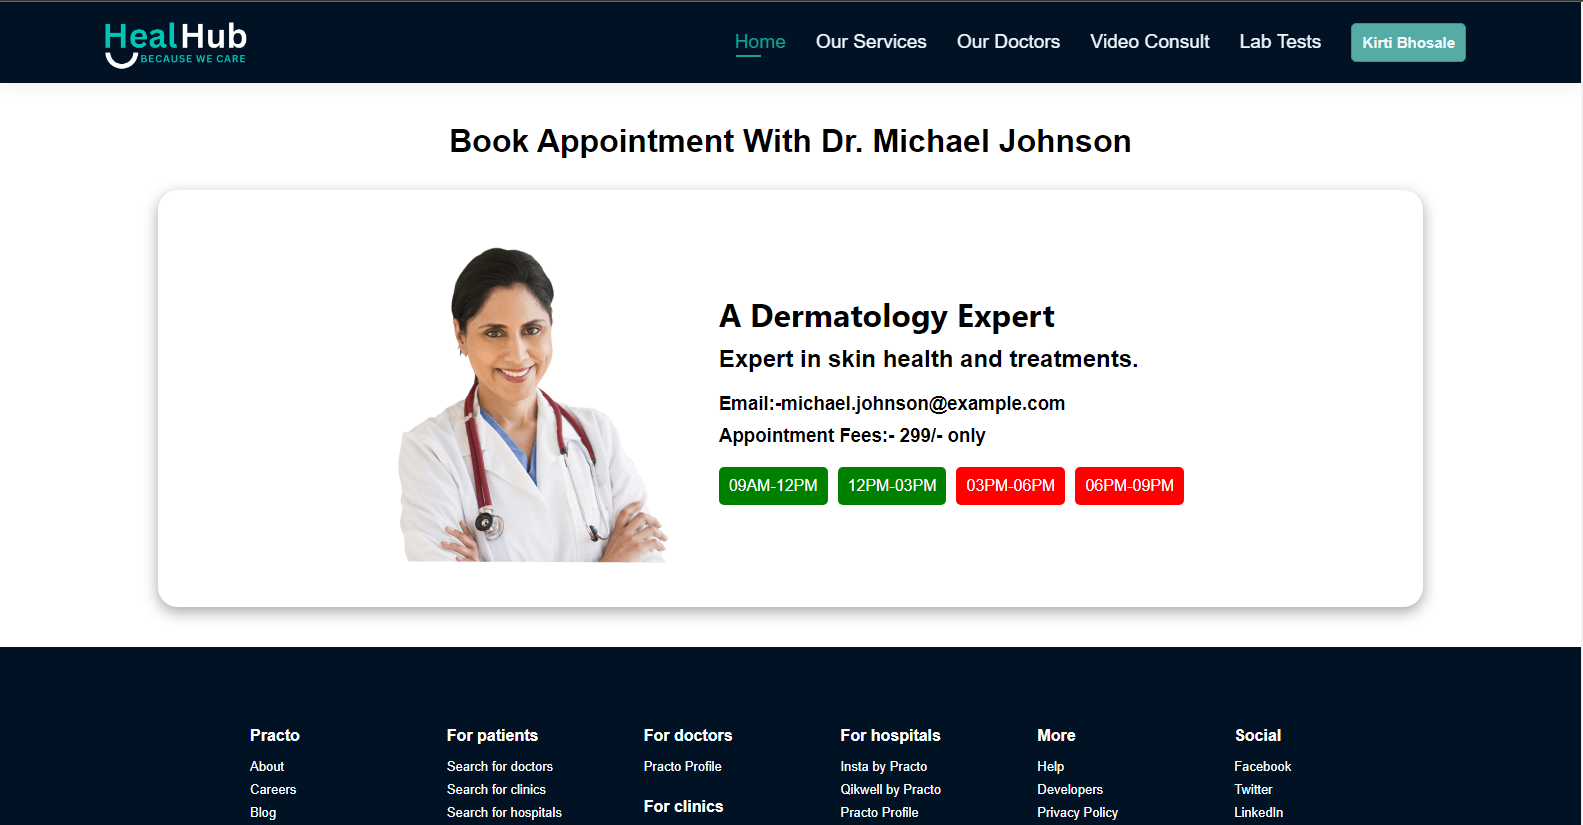 HealHub
BECAUSE WE CARE
Home Our Services Our Doctors Video Consult Lab Tests Kirti Bhosale
Book Appointment With Dr. Michael Johnson
A Dermatology Expert
Expert in skin health and treatments.
Email:-michael.johnson@example.com
Appointment Fees:- 299/- only
09AM-12PM 12PM-03PM 03PM-06PM 06PM-09PM
Practo
About
Careers
Blog
For patients
Search for doctors
Search for clinics
Search for hospitals
For doctors
Practo Profile
For clinics
For hospitals
Insta by Practo
Qikwell by Practo
Practo Profile
More
Help
Developers
Privacy Policy
Social
Facebook
Twitter
LinkedIn